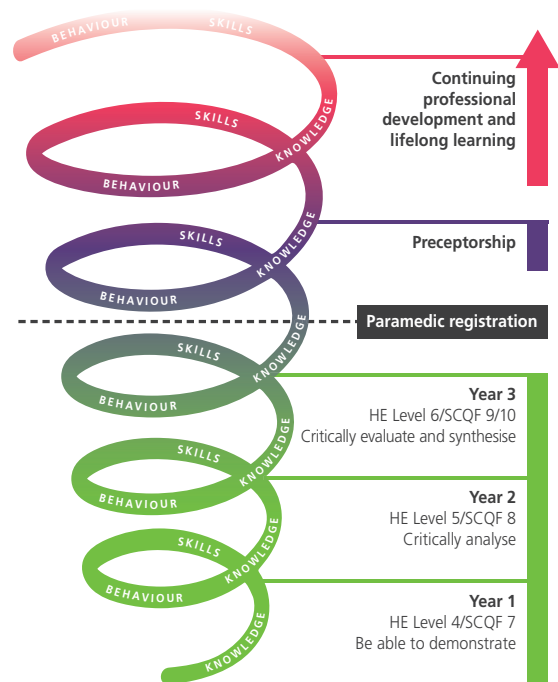 BEHAVIOUR
SKILLS
Continuing
professional
development and
lifelong learning
KNOWLEDGE
SKILLS
BEHAVIOUR
KNOWLEDGE
SKILLS
Preceptorship
KNOWLEDGE
BEHAVIOUR
Paramedic registration
KNOWLEDGE
SKILLS
BEHAVIOUR
Year 3
HE Level 6/SCQF 9/10
Critically evaluate and synthesise
KNOWLEDGE
SKILLS
BEHAVIOUR
Year 2
HE Level 5/SCQF 8
Critically analyse
KNOWLEDGE
SKILLS
BEHAVIOUR
Year 1
HE Level 4/SCQF 7
Be able to demonstrate
KNOWLEDGE